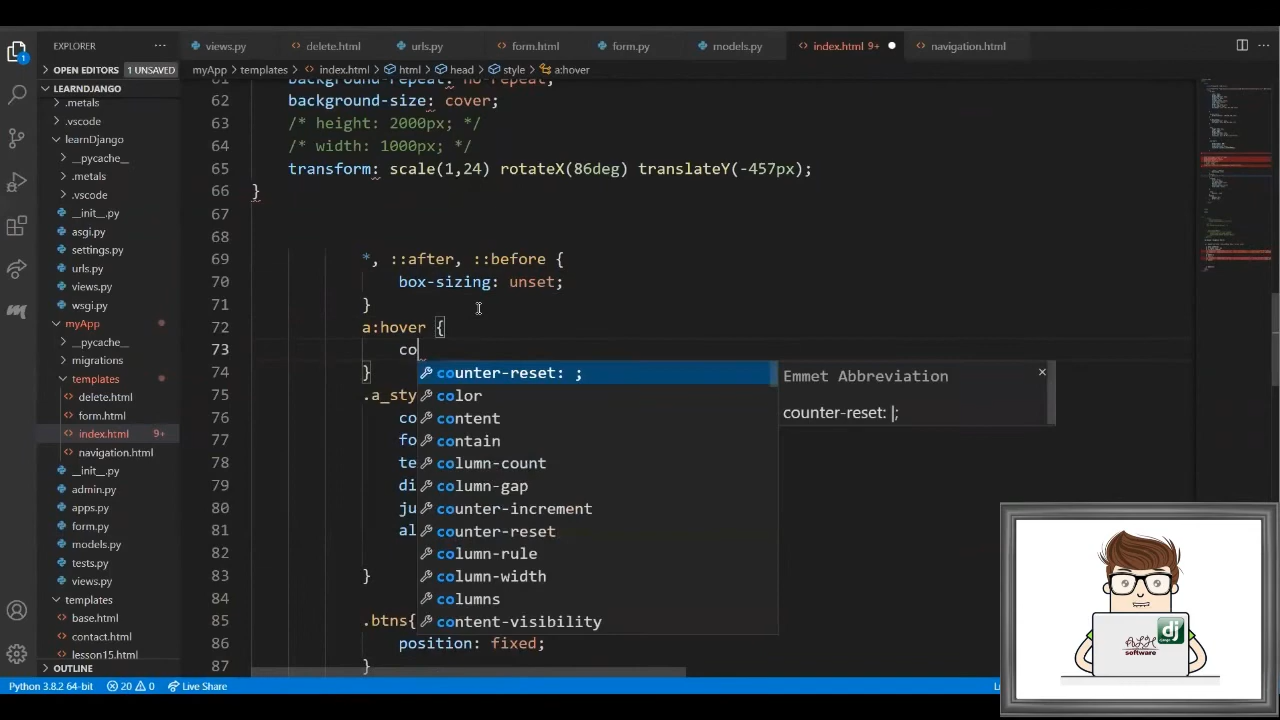 EXPLORER
views.py
delete.html
urls.py
form.html
form.py
models.py
index.html 9+
navigation.html
OPEN EDITORS 1 UNSAVED
myApp > templates > index.html > html > head > style > a:hover
LEARNDJANGO
.metals
.vscode
learnDjango
__pycache__
.metals
.vscode
__init__.py
asgi.py
settings.py
urls.py
views.py
wsgi.py
myApp
__pycache__
migrations
templates
delete.html
form.html
index.html 9+
navigation.html
__init__.py
admin.py
apps.py
form.py
models.py
tests.py
views.py
templates
base.html
contact.html
lesson15.html
OUTLINE
61 background-repeat: no-repeat;
62 background-size: cover;
63 /* height: 2000px; */
64 /* width: 1000px; */
65 transform: scale(1,24) rotatex(86deg) translateY(-457px);
66 }
67
68
69 *, ::after, ::before {
70 box-sizing: unset;
71 }
72 a:hover {
73 co
74 }
75 .a_sty
76 co
77 fo
78 te
79 di
80 ju
81 al
82
83 }
85 .btns{
86 position: fixed;
87 }
counter-reset: ;
color
content
contain
column-count
column-gap
counter-increment
counter-reset
column-rule
column-width
columns
content-visibility
Emmet Abbreviation
counter-reset: |;
Python 3.8.2 64-bit
20 0
Live Share
dj
software